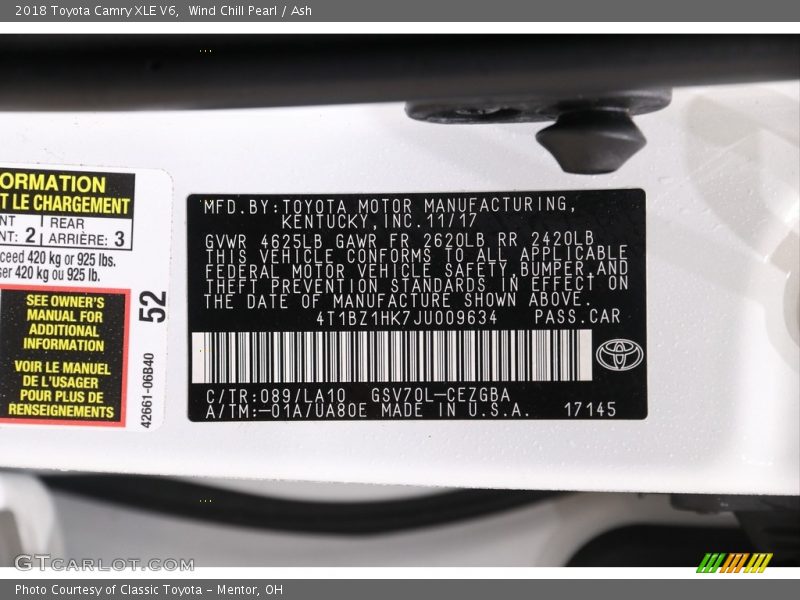 2018 Toyota Camry XLE V6, Wind Chill Pearl / Ash
ORMATION
T LE CHARGEMENT
NT 2 REAR 3
NT: ARRIÈRE:
ceed 420 kg or 925 lbs.
ser 420 kg ou 925 lb.
SEE OWNER'S
MANUAL FOR
ADDITIONAL
INFORMATION
VOIR LE MANUEL
DE L'USAGER
POUR PLUS DE
RENSEIGNEMENTS
52
42661-06B40
MFD.BY:TOYOTA MOTOR MANUFACTURING,
KENTUCKY,INC.11/17
GVWR 4625LB GAWR FR 2620LB RR 2420LB
THIS VEHICLE CONFORMS TO ALL APPLICABLE
FEDERAL MOTOR VEHICLE SAFETY,BUMPER,AND
THEFT PREVENTION STANDARDS IN EFFECT ON
THE DATE OF MANUFACTURE SHOWN ABOVE.
4T1BZ1HK7JU009634 PASS.CAR
C/TR:089/LA10 GSV70L-CEZGBA
A/TM:-01A/UA80E MADE IN U.S.A. 17145
GTCARLOT.COM
Photo Courtesy of Classic Toyota - Mentor, OH